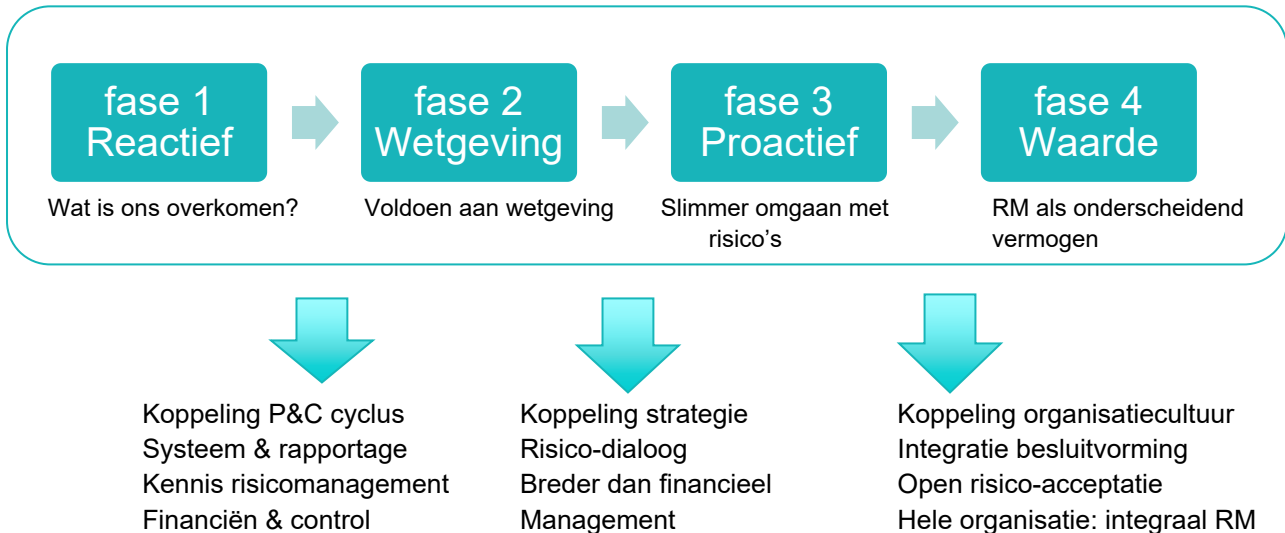 fase 1
Reactief
fase 2
Wetgeving
fase 3
Proactief
fase 4
Waarde
Wat is ons overkomen?
Voldoen aan wetgeving
Slimmer omgaan met
risico’s
RM als onderscheidend
vermogen
Koppeling P&C cyclus
Systeem & rapportage
Kennis risicomanagement
Financiën & control
Koppeling strategie
Risico-dialoog
Breder dan financieel
Management
Koppeling organisatiecultuur
Integratie besluitvorming
Open risico-acceptatie
Hele organisatie: integraal RM